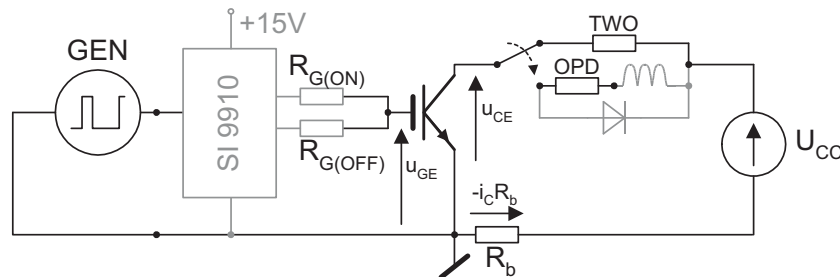 +15V
GEN
TWO
R_G(ON)
OPD
SI 9910
u_CE
U_CC
R_G(OFF)
u_GE
-i_CR_b
R_b